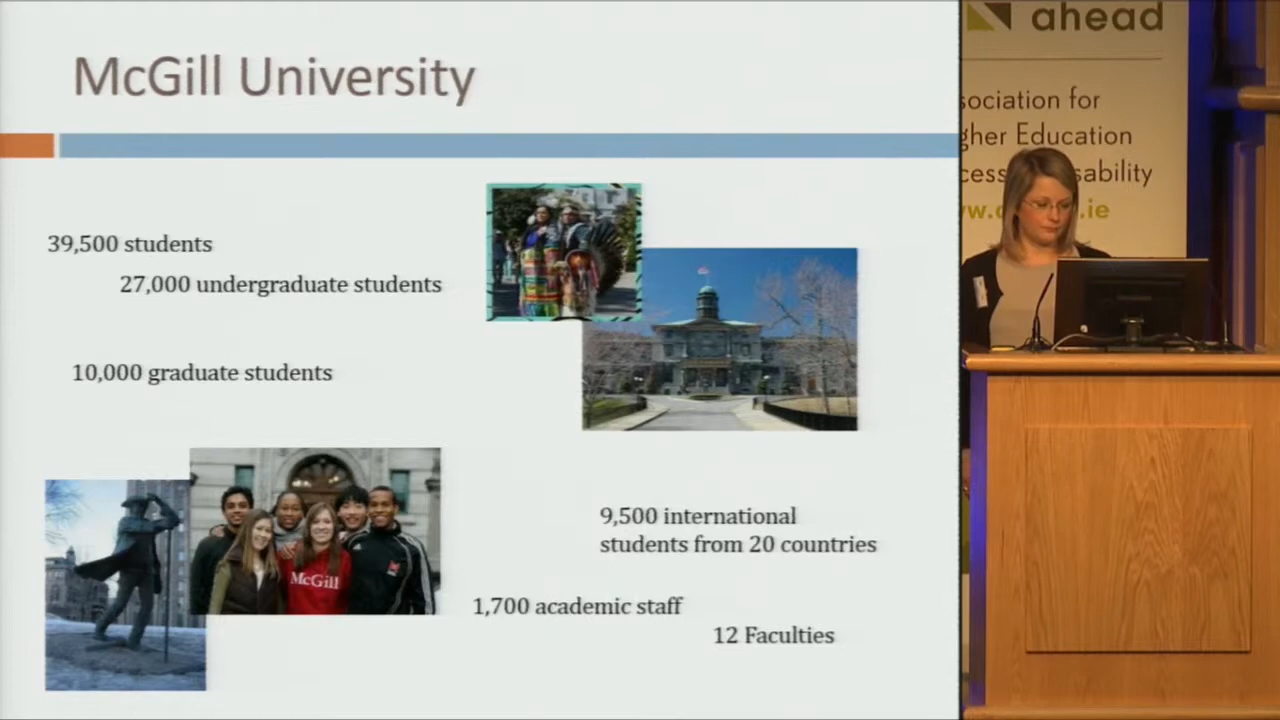 McGill University
39,500 students
27,000 undergraduate students
10,000 graduate students
McGill
9,500 international
students from 20 countries
1,700 academic staff
12 Faculties
ahead
sociation for
gher Education
cess sability
.ie